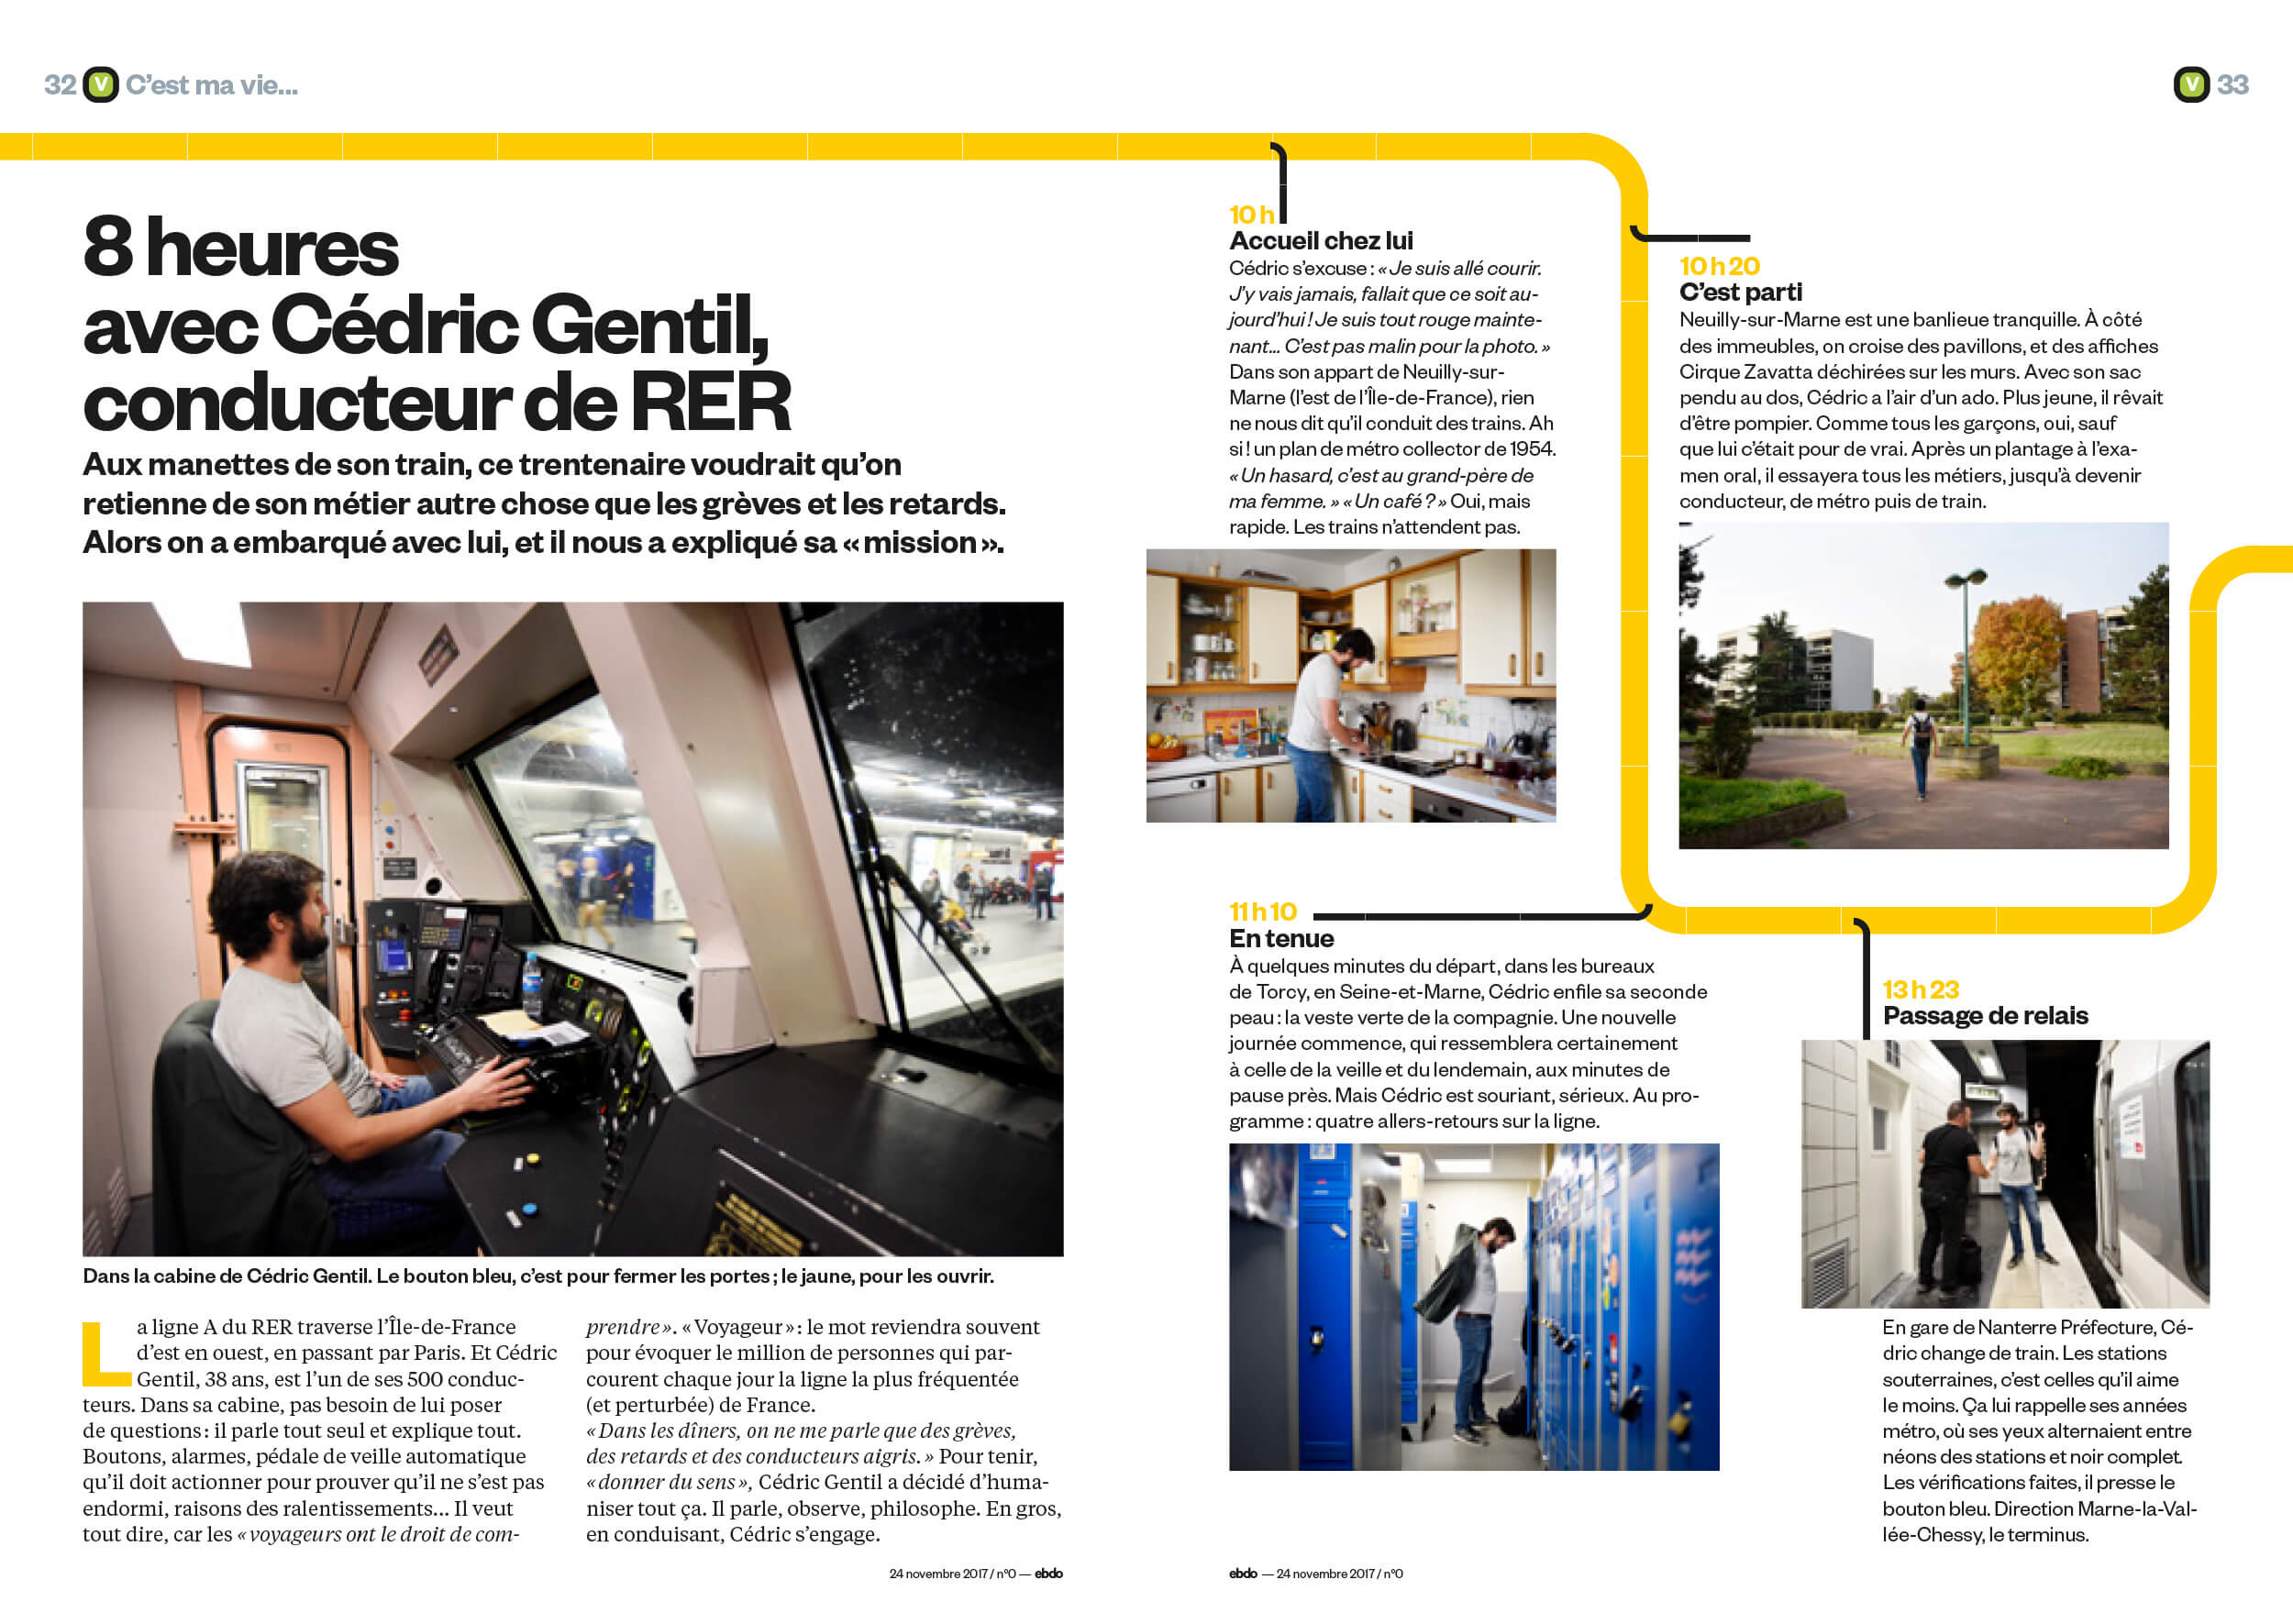 32 V C’est ma vie...
V 33
8 heures
avec Cédric Gentil,
conducteur de RER
Aux manettes de son train, ce trentenaire voudrait qu’on
retienne de son métier autre chose que les grèves et les retards.
Alors on a embarqué avec lui, et il nous a expliqué sa « mission ».
Dans la cabine de Cédric Gentil. Le bouton bleu, c’est pour fermer les portes ; le jaune, pour les ouvrir.
La ligne A du RER traverse l’Île-de-France
d’est en ouest, en passant par Paris. Et Cédric
Gentil, 38 ans, est l’un de ses 500 conduc-
teurs. Dans sa cabine, pas besoin de lui poser
de questions : il parle tout seul et explique tout.
Boutons, alarmes, pédale de veille automatique
qu’il doit actionner pour prouver qu’il ne s’est pas
endormi, raisons des ralentissements... Il veut
tout dire, car les « voyageurs ont le droit de com-
prendre ». « Voyageur » : le mot reviendra souvent
pour évoquer le million de personnes qui par-
courent chaque jour la ligne la plus fréquentée
(et perturbée) de France.
« Dans les dîners, on ne me parle que des grèves,
des retards et des conducteurs aigris. » Pour tenir,
« donner du sens », Cédric Gentil a décidé d’huma-
niser tout ça. Il parle, observe, philosophe. En gros,
en conduisant, Cédric s’engage.
24 novembre 2017 / n°0 — ebdo
10 h
Accueil chez lui
Cédric s’excuse : « Je suis allé courir.
J’y vais jamais, fallait que ce soit au-
jourd’hui ! Je suis tout rouge mainte-
nant... C’est pas malin pour la photo. »
Dans son appart de Neuilly-sur-
Marne (l’est de l’Île-de-France), rien
ne nous dit qu’il conduit des trains. Ah
si ! un plan de métro collector de 1954.
« Un hasard, c’est au grand-père de
ma femme. » « Un café ? » Oui, mais
rapide. Les trains n’attendent pas.
10 h 20
C’est parti
Neuilly-sur-Marne est une banlieue tranquille. À côté
des immeubles, on croise des pavillons, et des affiches
Cirque Zavatta déchirées sur les murs. Avec son sac
pendu au dos, Cédric a l’air d’un ado. Plus jeune, il rêvait
d’être pompier. Comme tous les garçons, oui, sauf
que lui c’était pour de vrai. Après un plantage à l’exa-
men oral, il essayera tous les métiers, jusqu’à devenir
conducteur, de métro puis de train.
11 h 10
En tenue
À quelques minutes du départ, dans les bureaux
de Torcy, en Seine-et-Marne, Cédric enfile sa seconde
peau : la veste verte de la compagnie. Une nouvelle
journée commence, qui ressemblera certainement
à celle de la veille et du lendemain, aux minutes de
pause près. Mais Cédric est souriant, sérieux. Au pro-
gramme : quatre allers-retours sur la ligne.
13 h 23
Passage de relais
En gare de Nanterre Préfecture, Cé-
dric change de train. Les stations
souterraines, c’est celles qu’il aime
le moins. Ça lui rappelle ses années
métro, où ses yeux alternaient entre
néons des stations et noir complet.
Les vérifications faites, il presse le
bouton bleu. Direction Marne-la-Val-
lée-Chessy, le terminus.
ebdo — 24 novembre 2017 / n°0